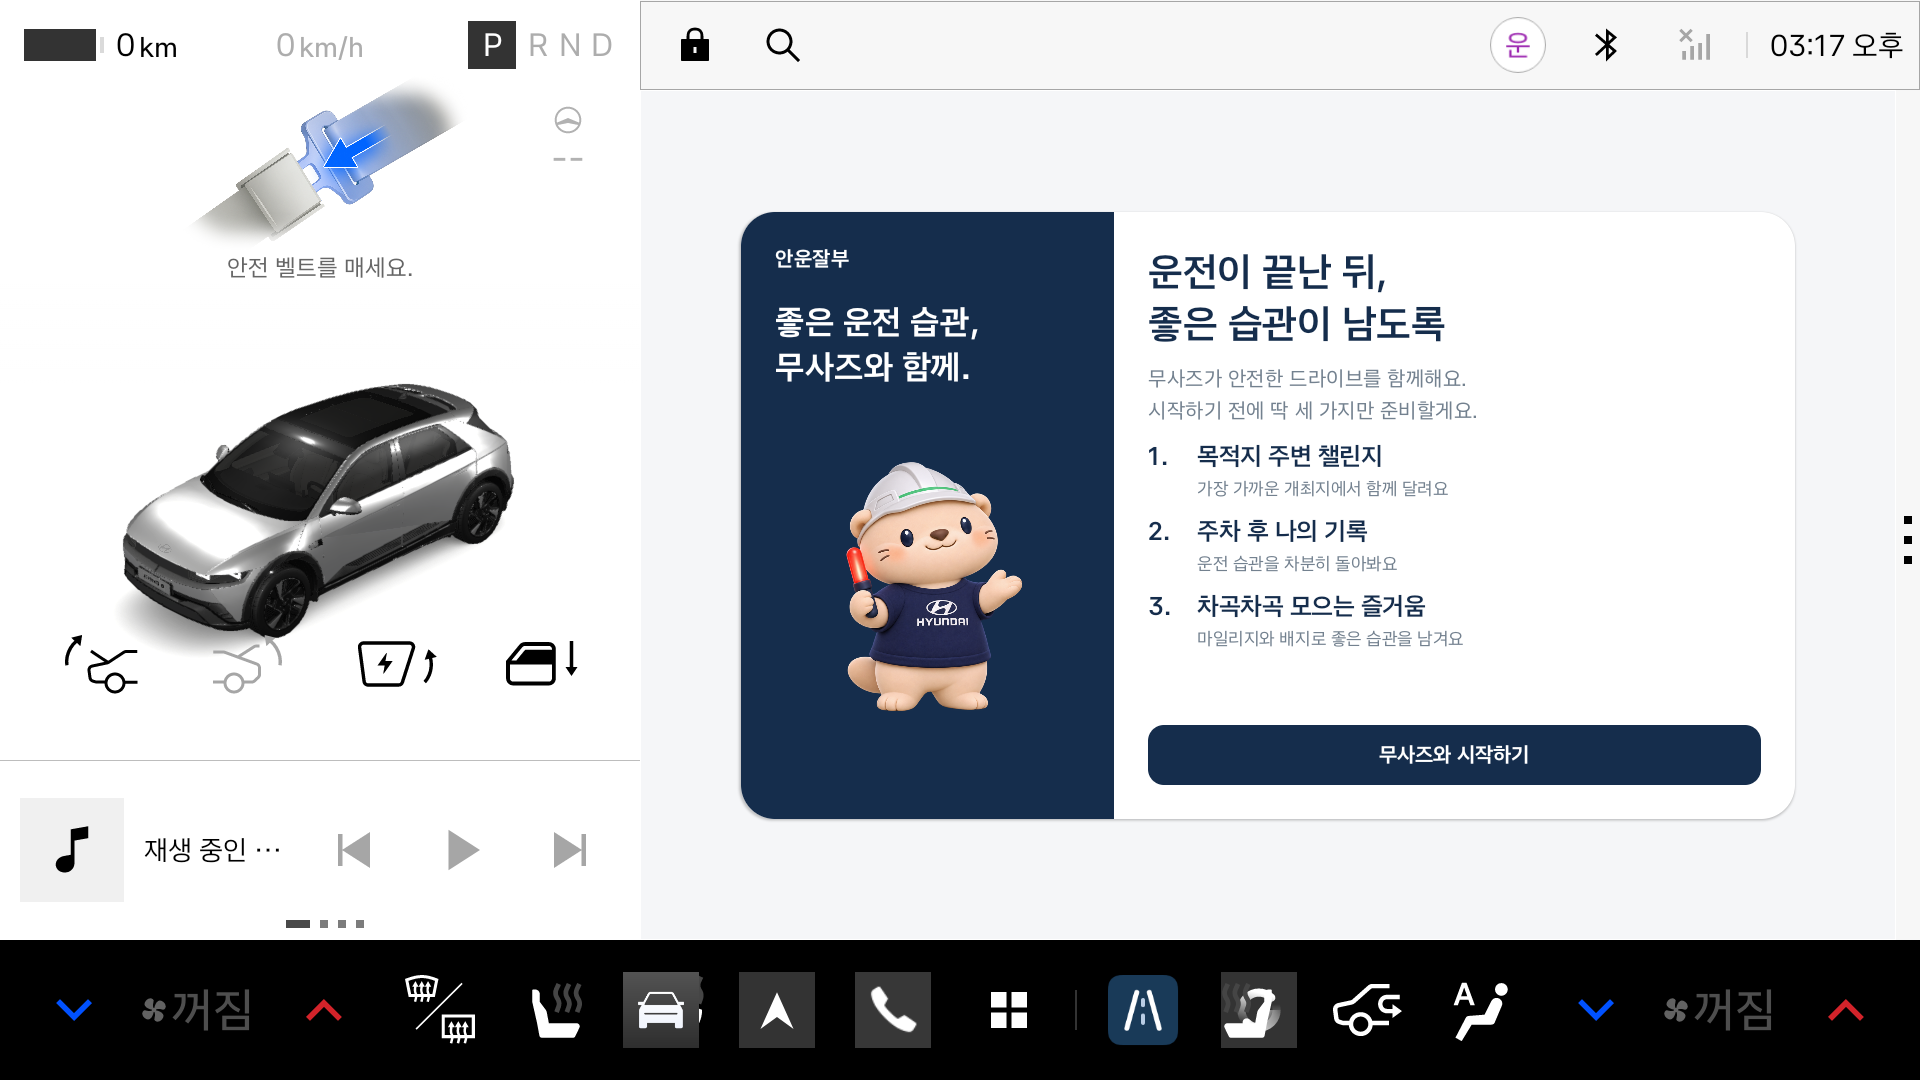 0 km
0 km/h
P R N D
운
03:17 오후
안전 벨트를 매세요.
안운잘부
좋은 운전 습관,
무사즈와 함께.
HYUNDAI
운전이 끝난 뒤,
좋은 습관이 남도록
무사즈가 안전한 드라이브를 함께해요.
시작하기 전에 딱 세 가지만 준비할게요.
1. 목적지 주변 챌린지
가장 가까운 개최지에서 함께 달려요
2. 주차 후 나의 기록
운전 습관을 차분히 돌아봐요
3. 차곡차곡 모으는 즐거움
마일리지와 배지로 좋은 습관을 남겨요
무사즈와 시작하기
재생 중인 ···
꺼짐
A
꺼짐